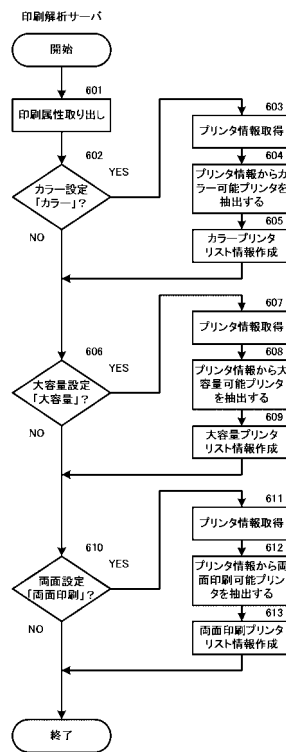 印刷解析サーバ
開始
601
印刷属性取り出し
602
カラー設定
「カラー」?
YES
NO
603
プリンタ情報取得
604
プリンタ情報からカ
ラー可能プリンタを
抽出する
605
カラープリンタ
リスト情報作成
606
大容量設定
「大容量」?
YES
NO
607
プリンタ情報取得
608
プリンタ情報から大
容量可能プリンタ
を抽出する
609
大容量プリンタ
リスト情報作成
610
両面設定
「両面印刷」?
YES
NO
611
プリンタ情報取得
612
プリンタ情報から両
面印刷可能プリン
タを抽出する
613
両面印刷プリンタ
リスト情報作成
終了